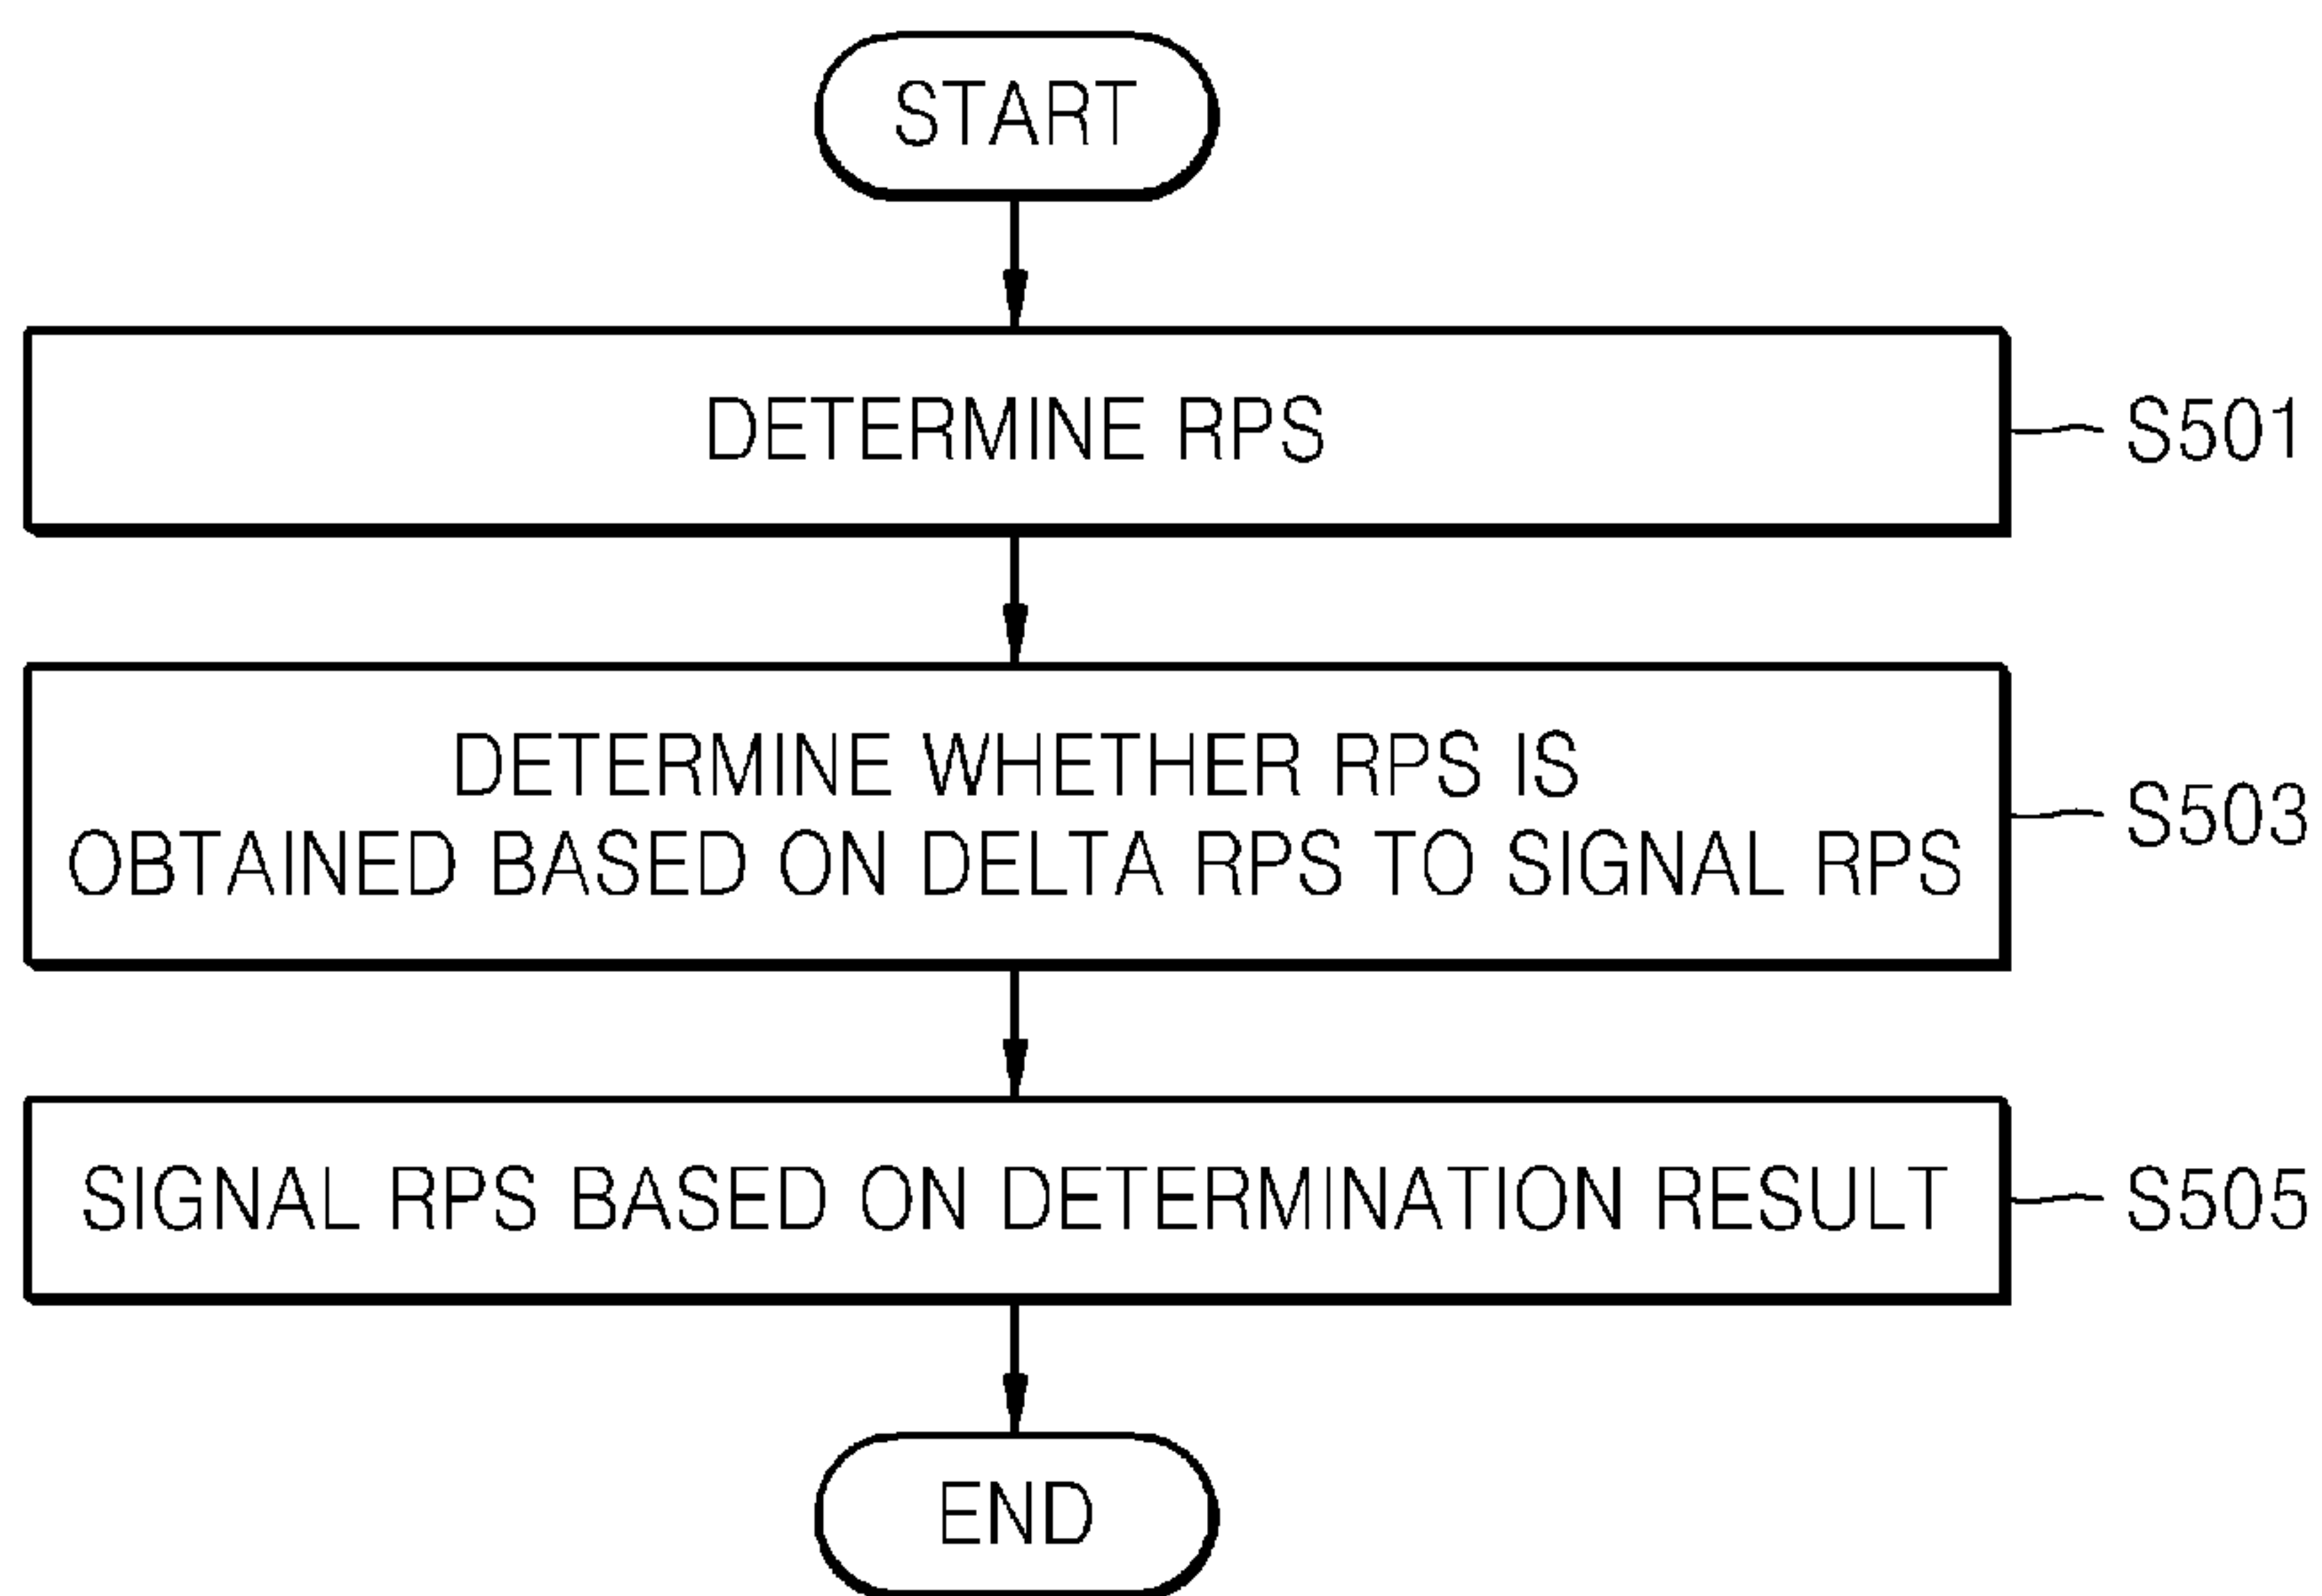 START
DETERMINE RPS
S501
DETERMINE WHETHER RPS IS
OBTAINED BASED ON DELTA RPS TO SIGNAL RPS
S503
SIGNAL RPS BASED ON DETERMINATION RESULT
S505
END